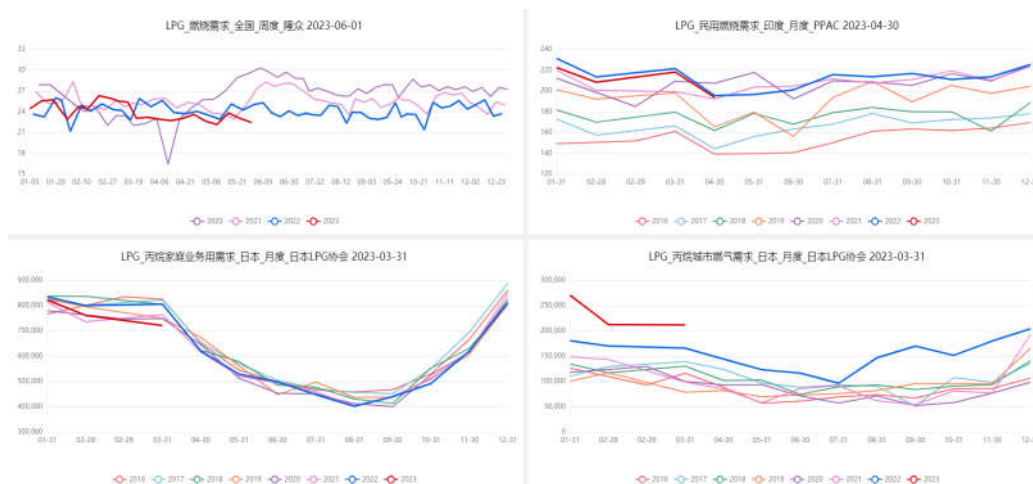 LPG_燃烧需求_全国_周度_隆众 2023-06-01
33
30
27
24
21
18
15
01-03 01-20 02-10 02-27 03-19 04-06 04-21 05-06 05-21 06-09 06-30 07-22 08-12 09-03 09-24 10-21 11-11 12-02 12-23
2020 2021 2022 2023
LPG_民用燃烧需求_印度_月度_PPAC 2023-04-30
240
220
200
180
160
140
120
01-31 02-28 02-29 03-31 04-30 05-31 06-30 07-31 08-31 09-30 10-31 11-30 12-3
2016 2017 2018 2019 2020 2021 2022 2023
LPG_丙烷家庭业务用需求_日本_月度_日本LPG协会 2023-03-31
900,000
800,000
700,000
600,000
500,000
400,000
300,000
01-31 02-28 02-29 03-31 04-30 05-31 06-30 07-31 08-31 09-30 10-31 11-30 12-31
2016 2017 2018 2019 2020 2021 2022 2023
LPG_丙烷城市燃气需求_日本_月度_日本LPG协会 2023-03-31
300,000
250,000
200,000
150,000
100,000
50,000
0
01-31 02-28 02-29 03-31 04-30 05-31 06-30 07-31 08-31 09-30 10-31 11-30 12-3
2016 2017 2018 2019 2020 2021 2022 2023